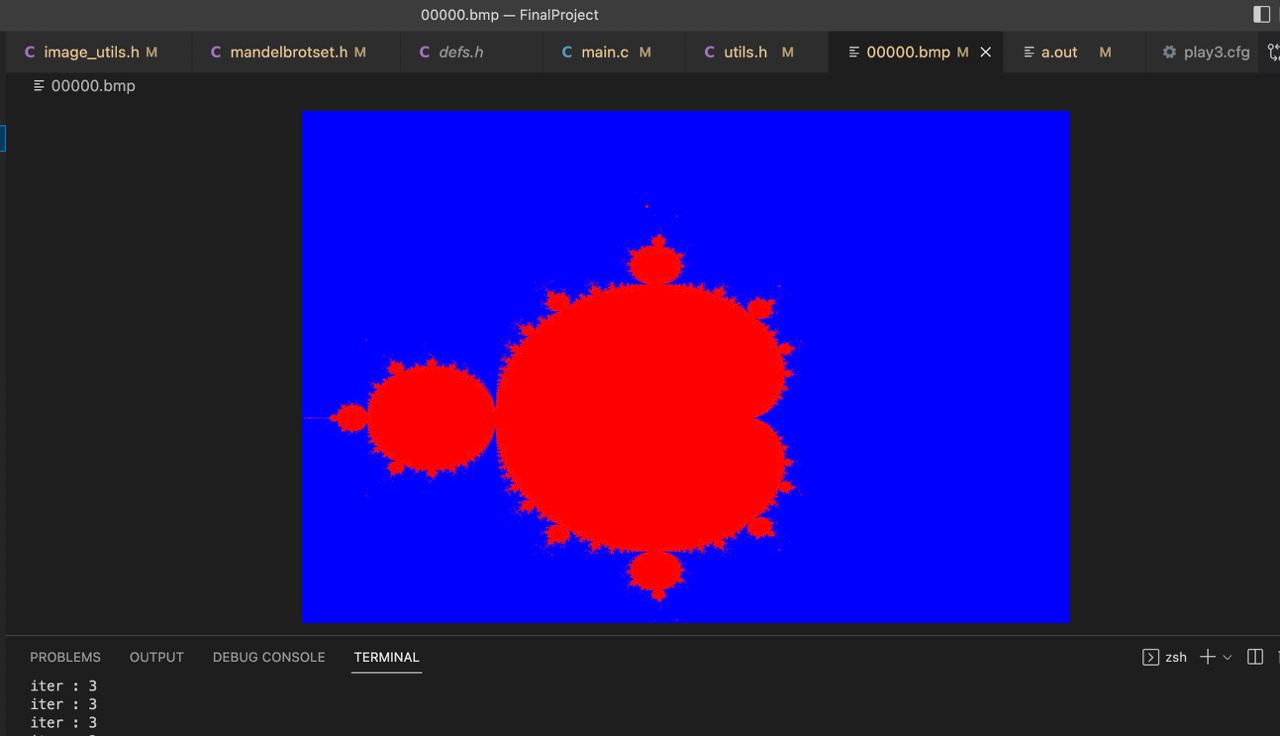 00000.bmp — FinalProject
C image_utils.h M C mandelbrotset.h M C defs.h C main.c M C utils.h M 00000.bmp M a.out M play3.cfg
00000.bmp
PROBLEMS OUTPUT DEBUG CONSOLE TERMINAL zsh
iter : 3
iter : 3
iter : 3